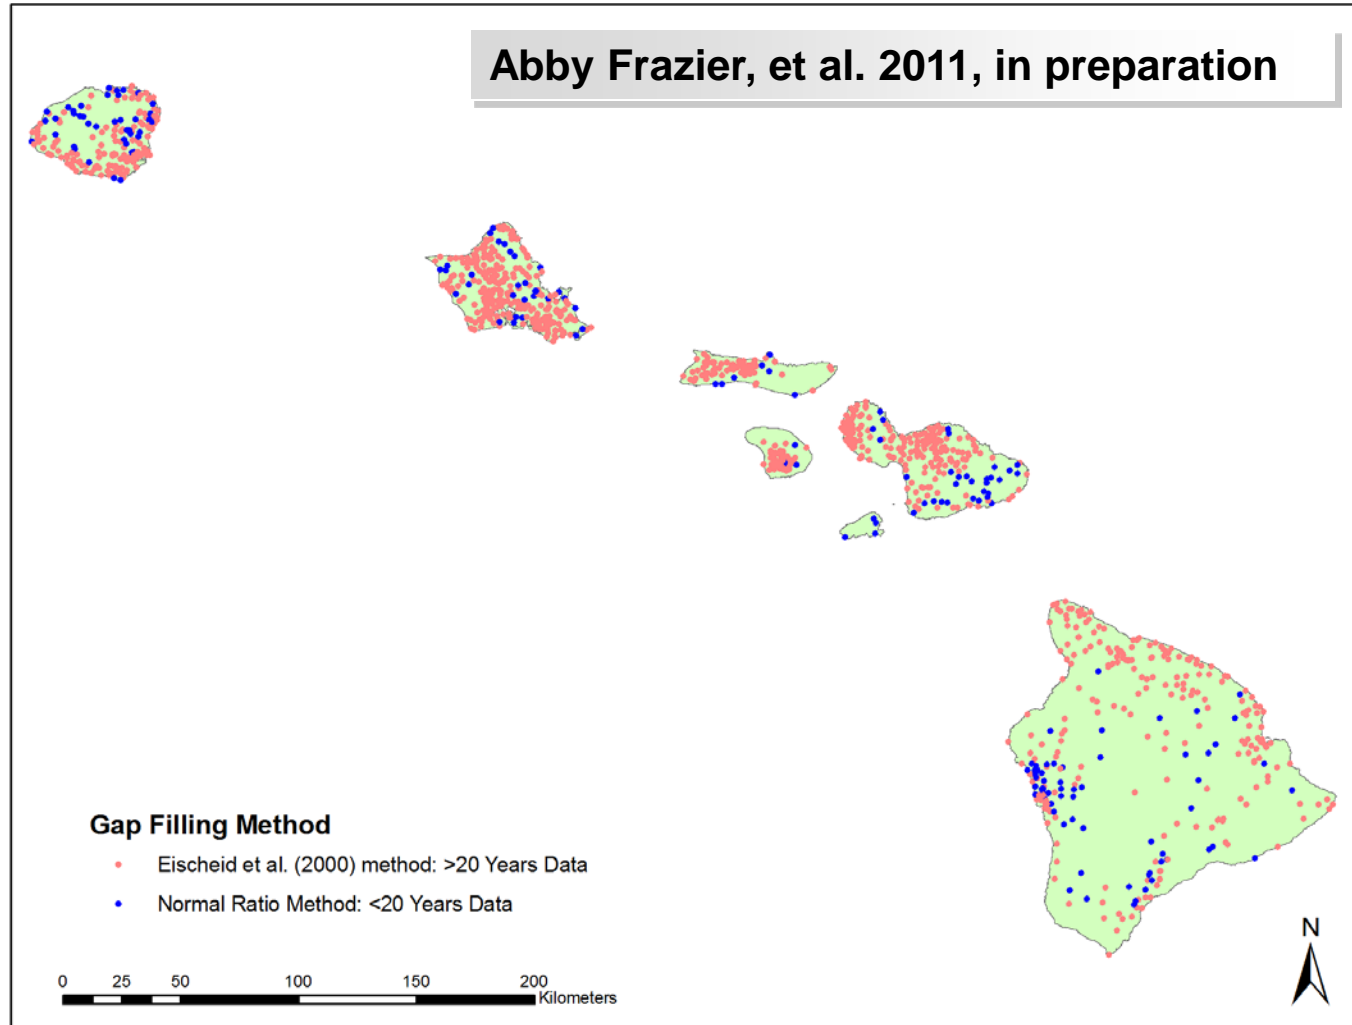 Abby Frazier, et al. 2011, in preparation
Gap Filling Method
Eischeid et al. (2000) method: >20 Years Data
Normal Ratio Method: <20 Years Data
N
0 25 50 100 150 200
Kilometers